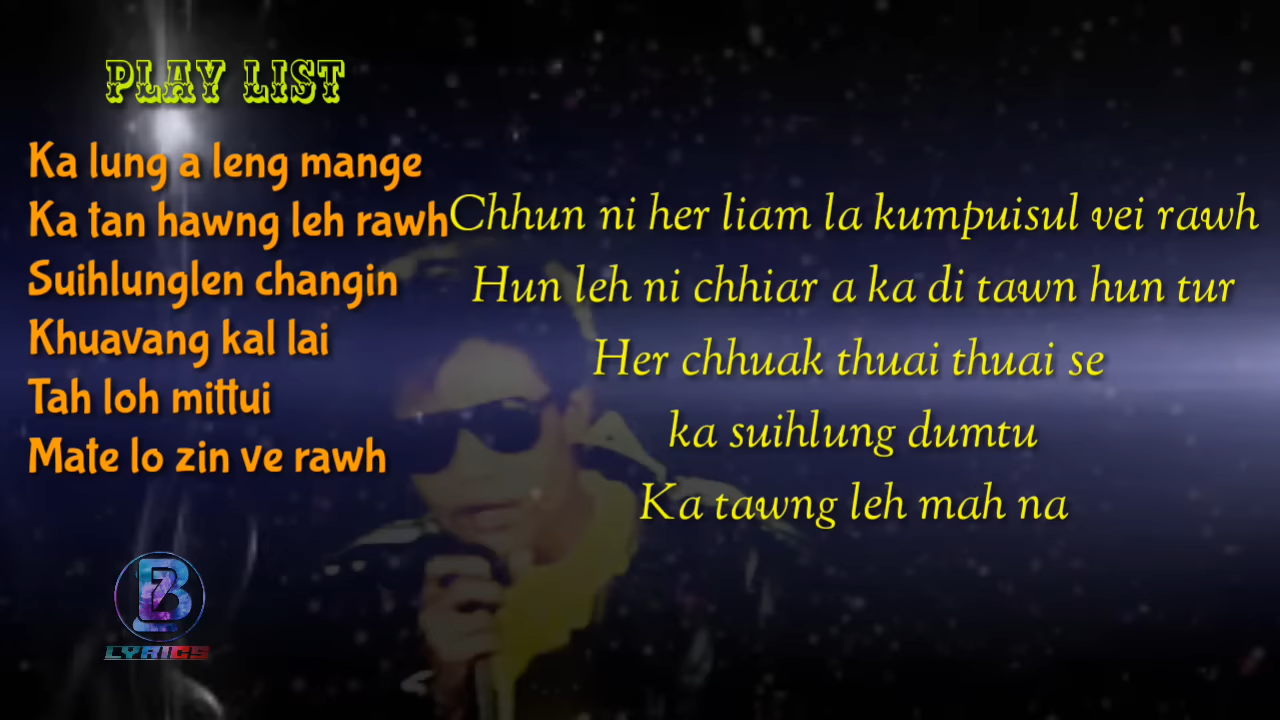 PLAY LIST
Ka lung a leng mange
Ka tan hawng leh rawh
Suihlunglen changin
Khuavang kal lai
Tah loh mittui
Mate lo zin ve rawh
Chhun ni her liam la kumpuisul vei rawh
Hun leh ni chhiar a ka di tawn hun tur
Her chhuak thuai thuai se
ka suihlung dumtu
Ka tawng leh mah na
LYRICS